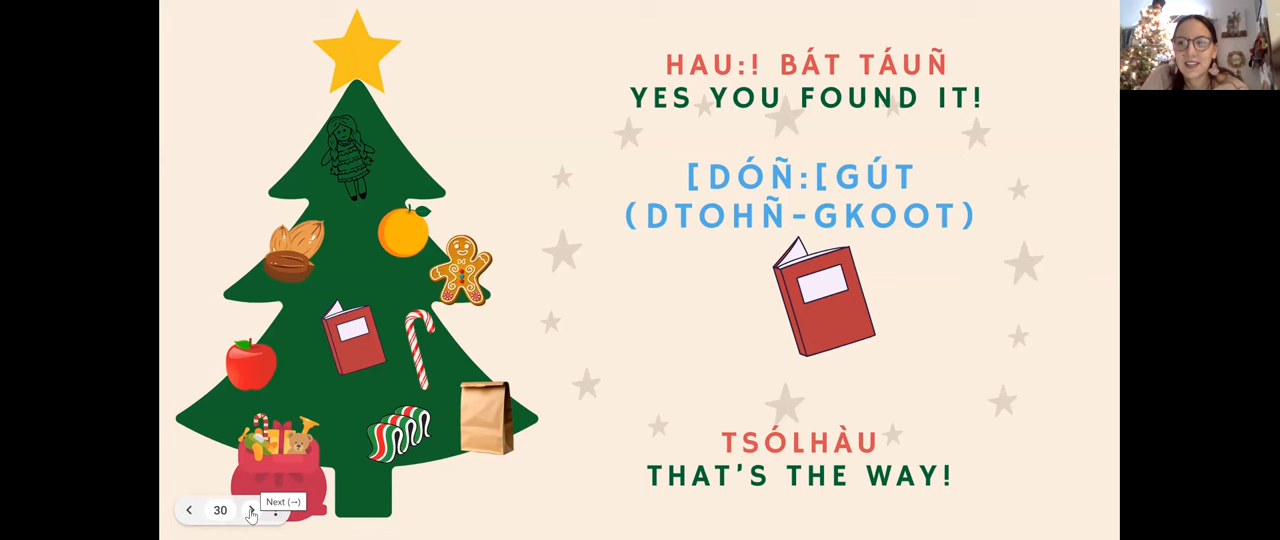 HAU:! BÁT TÁUÑ
YES YOU FOUND IT!
[DÓÑ:[GÚT
(DTOHÑ-GKOOT)
TSÓLHÀU
THAT'S THE WAY!
30
Next (→)